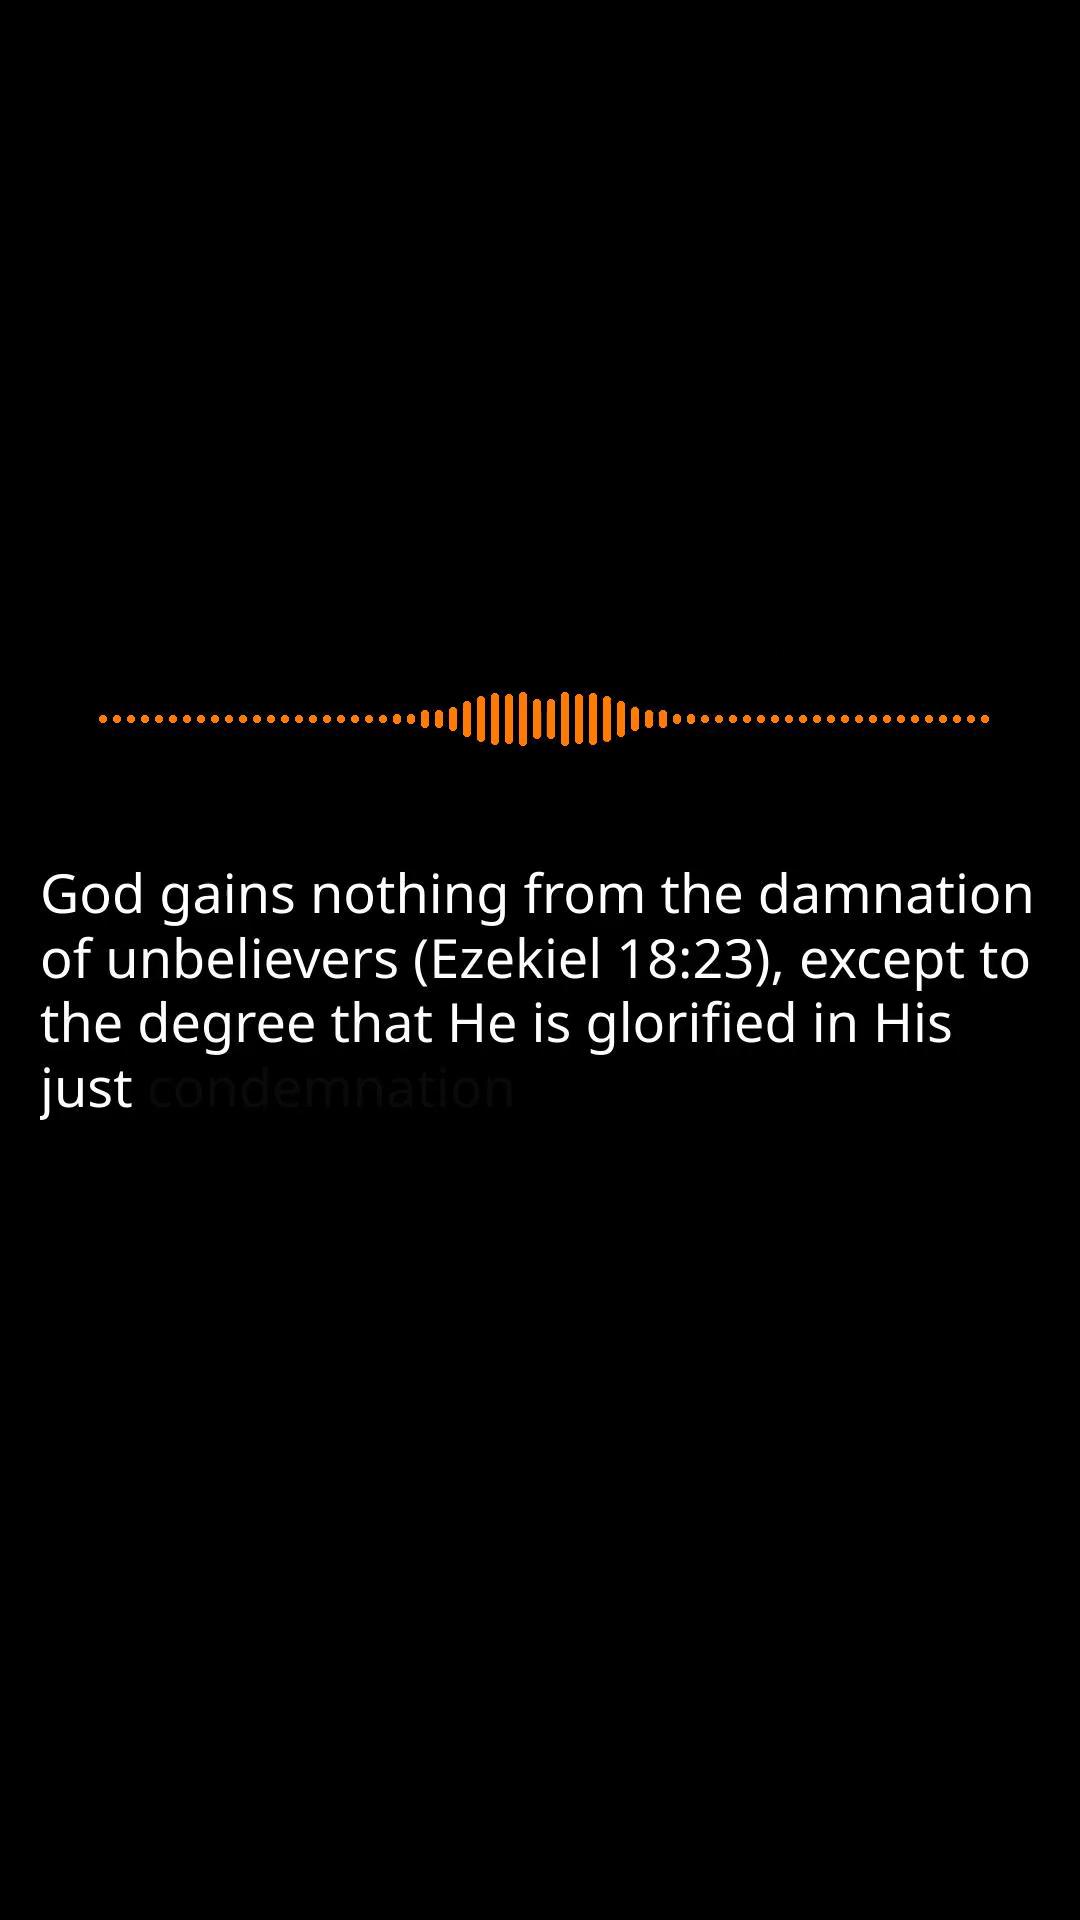 God gains nothing from the damnation
of unbelievers (Ezekiel 18:23), except to
the degree that He is glorified in His
just condemnation